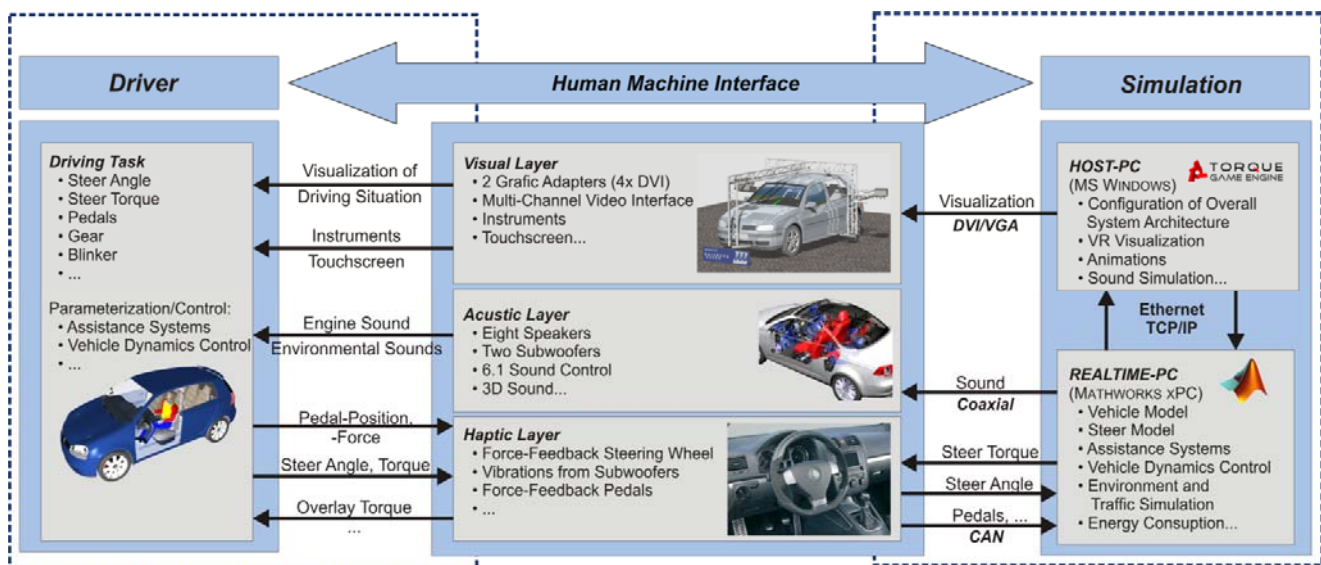 Driver
Human Machine Interface
Simulation
Driving Task
• Steer Angle
• Steer Torque
• Pedals
• Gear
• Blinker
• ...
Parameterization/Control:
• Assistance Systems
• Vehicle Dynamics Control
• ...
Visualization of
Driving Situation
Instruments
Touchscreen
Engine Sound
Environmental Sounds
Pedal-Position,
-Force
Steer Angle, Torque
Overlay Torque
...
Visual Layer
• 2 Grafic Adapters (4x DVI)
• Multi-Channel Video Interface
• Instruments
• Touchscreen...
Acustic Layer
• Eight Speakers
• Two Subwoofers
• 6.1 Sound Control
• 3D Sound...
Haptic Layer
• Force-Feedback Steering Wheel
• Vibrations from Subwoofers
• Force-Feedback Pedals
• ...
Visualization
DVI/VGA
Sound
Coaxial
Steer Torque
Steer Angle
Pedals, ...
CAN
HOST-PC
TORQUE
GAME ENGINE
(MS WINDOWS)
• Configuration of Overall
System Architecture
• VR Visualization
• Animations
• Sound Simulation...
Ethernet
TCP/IP
REALTIME-PC
(MATHWORKS XPC)
• Vehicle Model
• Steer Model
• Assistance Systems
• Vehicle Dynamics Control
• Environment and
Traffic Simulation
• Energy Consuption...